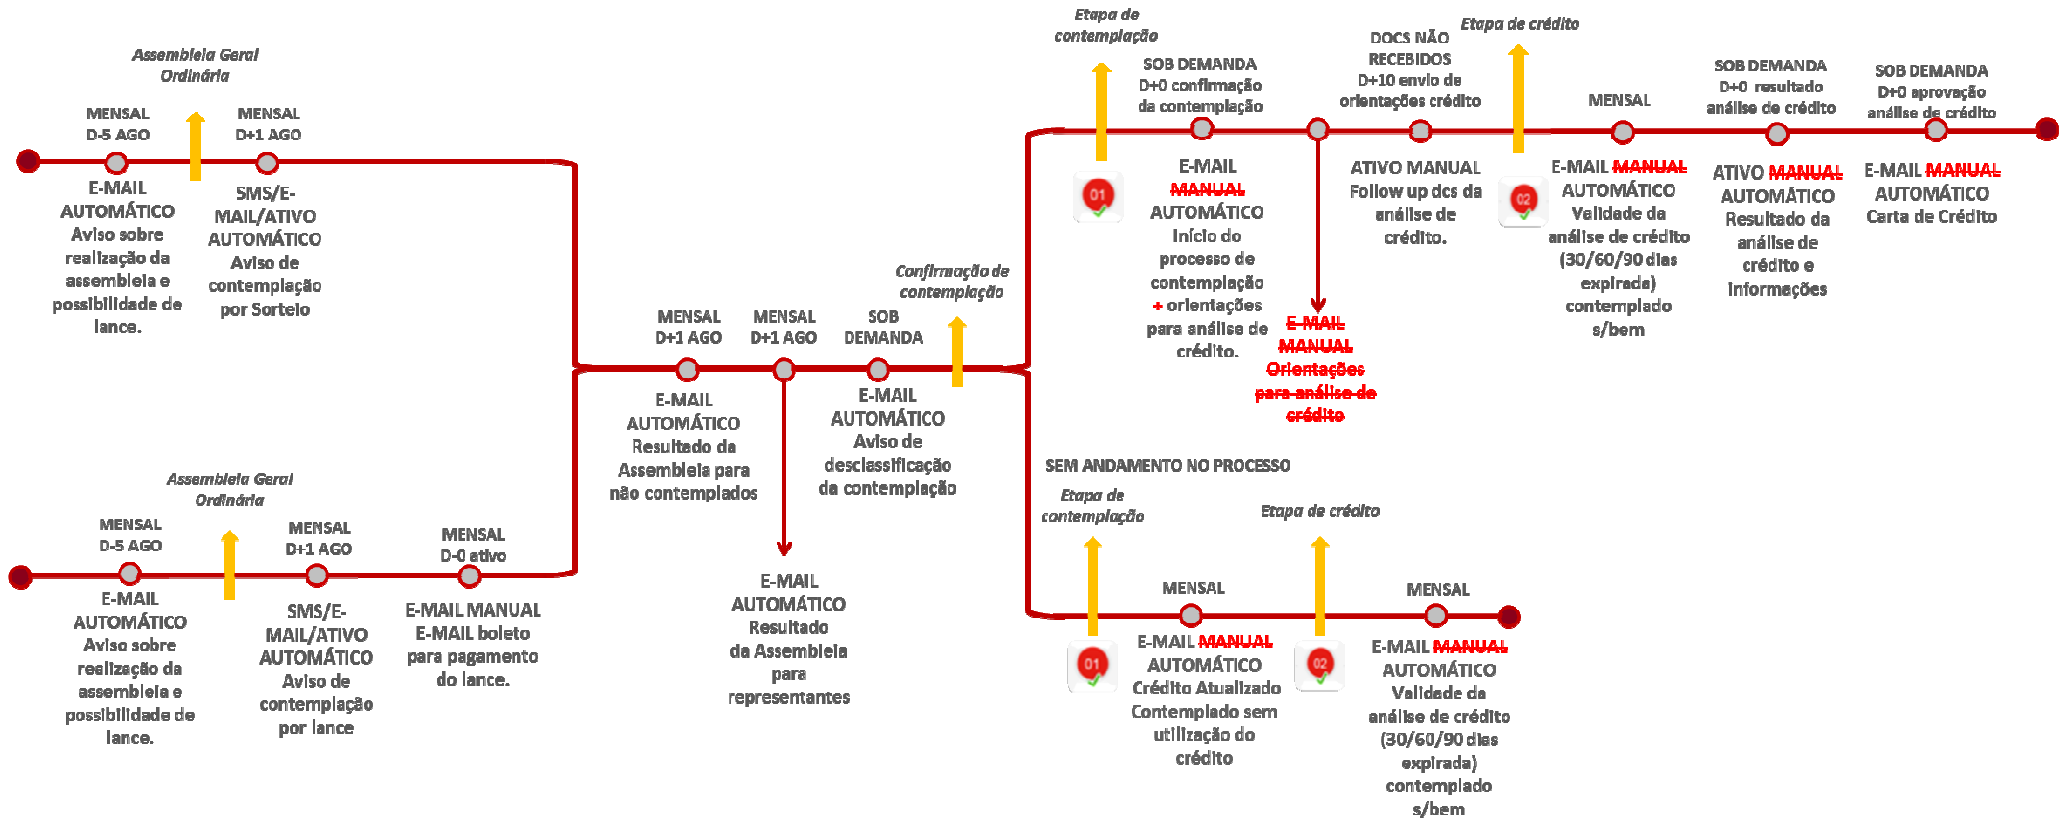 Assembleia Geral
Ordinária
MENSAL
D-5 AGO
MENSAL
D+1 AGO
E-MAIL
AUTOMÁTICO
Aviso sobre
realização da
assembleia e
possibilidade de
lance.
SMS/E-
MAIL/ATIVO
AUTOMÁTICO
Aviso de
contemplação
por Sorteio
Assembleia Geral
Ordinária
MENSAL
D-5 AGO
MENSAL
D+1 AGO
MENSAL
D-0 ativo
E-MAIL
AUTOMÁTICO
Aviso sobre
realização da
assembleia e
possibilidade de
lance.
SMS/E-
MAIL/ATIVO
AUTOMÁTICO
Aviso de
contemplação
por lance
E-MAIL MANUAL
E-MAIL boleto
para pagamento
do lance.
MENSAL
D+1 AGO
MENSAL
D+1 AGO
SOB
DEMANDA
Confirmação de
contemplação
E-MAIL
AUTOMÁTICO
Resultado da
Assembleia para
não contemplados
E-MAIL
AUTOMÁTICO
Resultado
da Assembleia
para
representantes
E-MAIL
AUTOMÁTICO
Aviso de
desclassificação
da contemplação
Etapa de
contemplação
01
SOB DEMANDA
D+0 confirmação
da contemplação
E-MAIL
MANUAL
AUTOMÁTICO
Início do
processo de
contemplação
+ orientações
para análise de
crédito.
E-MAIL
MANUAL
Orientações
para análise de
crédito
DOCS NÃO
RECEBIDOS
D+10 envio de
orientações crédito
ATIVO MANUAL
Follow up dcs da
análise de
crédito.
Etapa de crédito
02
MENSAL
E-MAIL MANUAL
AUTOMÁTICO
Validade da
análise de crédito
(30/60/90 dias
expirada)
contemplado
s/bem
SOB DEMANDA
D+0 resultado
análise de crédito
ATIVO MANUAL
AUTOMÁTICO
Resultado da
análise de
crédito e
informações
SOB DEMANDA
D+0 aprovação
análise de crédito
E-MAIL MANUAL
AUTOMÁTICO
Carta de Crédito
SEM ANDAMENTO NO PROCESSO
Etapa de
contemplação
01
MENSAL
E-MAIL MANUAL
AUTOMÁTICO
Crédito Atualizado
Contemplado sem
utilização do
crédito
Etapa de crédito
02
MENSAL
E-MAIL MANUAL
AUTOMÁTICO
Validade da
análise de crédito
(30/60/90 dias
expirada)
contemplado
s/bem